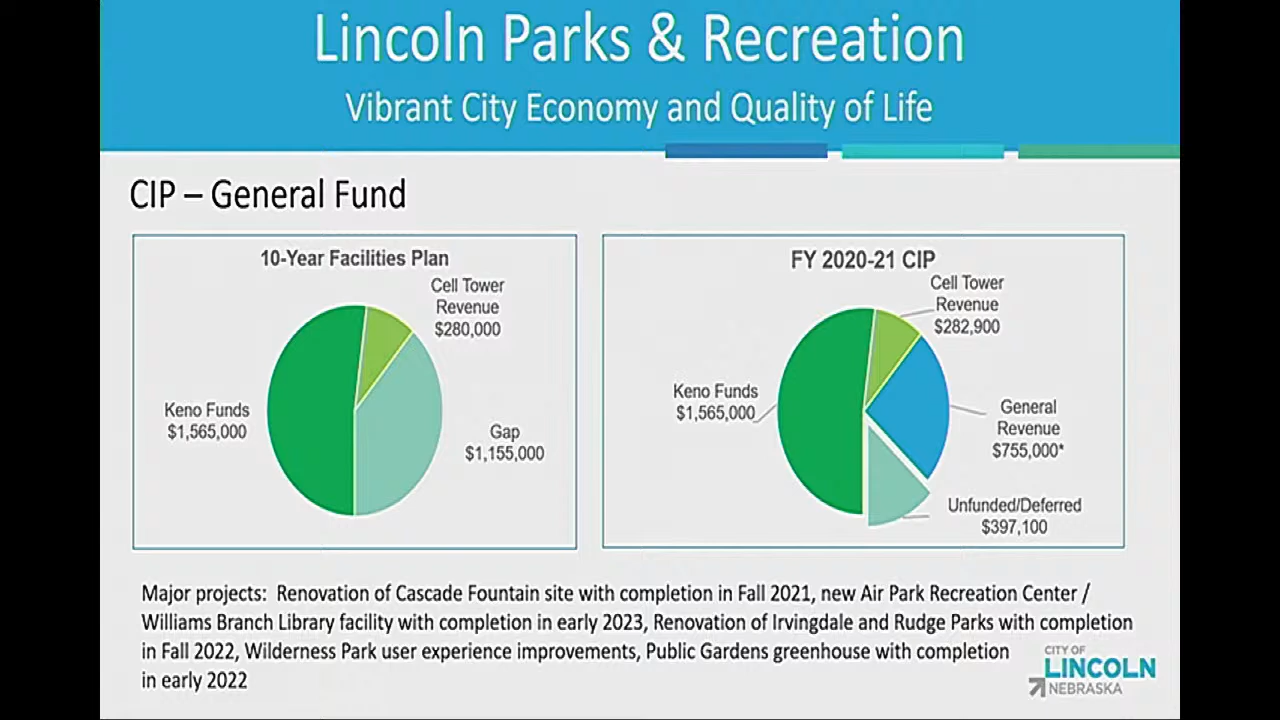 Lincoln Parks & Recreation
Vibrant City Economy and Quality of Life
CIP – General Fund
10-Year Facilities Plan
Cell Tower
Revenue
$280,000
Keno Funds
$1,565,000
Gap
$1,155,000
FY 2020-21 CIP
Cell Tower
Revenue
$282,900
Keno Funds
$1,565,000
General
Revenue
$755,000*
Unfunded/Deferred
$397,100
Major projects: Renovation of Cascade Fountain site with completion in Fall 2021, new Air Park Recreation Center /
Williams Branch Library facility with completion in early 2023, Renovation of Irvingdale and Rudge Parks with completion
in Fall 2022, Wilderness Park user experience improvements, Public Gardens greenhouse with completion
in early 2022
CITY OF
LINCOLN
NEBRASKA